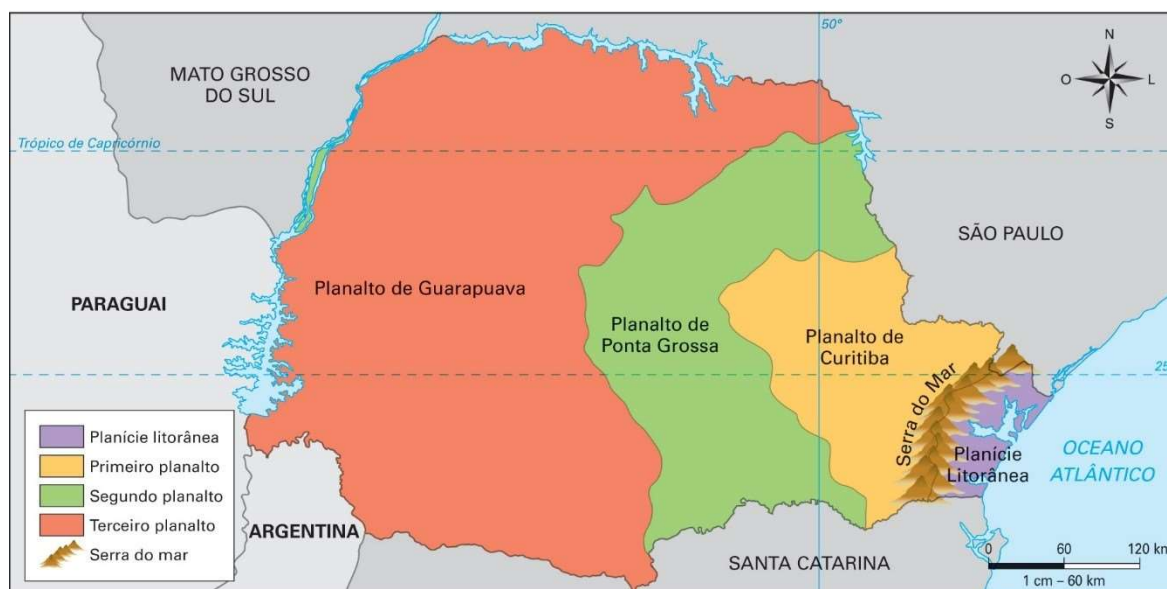 50º
N
O
L
S
MATO GROSSO
DO SUL
Trópico de Capricórnio
SÃO PAULO
PARAGUAI
Planalto de Guarapuava
Planalto de
Ponta Grossa
Planalto de
Curitiba
Serra do Mar
25
Planície
Litorânea
OCEANO
ATLÂNTICO
Planície litorânea
Primeiro planalto
Segundo planalto
Terceiro planalto
Serra do mar
ARGENTINA
SANTA CATARINA
0
60
120 km
1 cm – 60 km